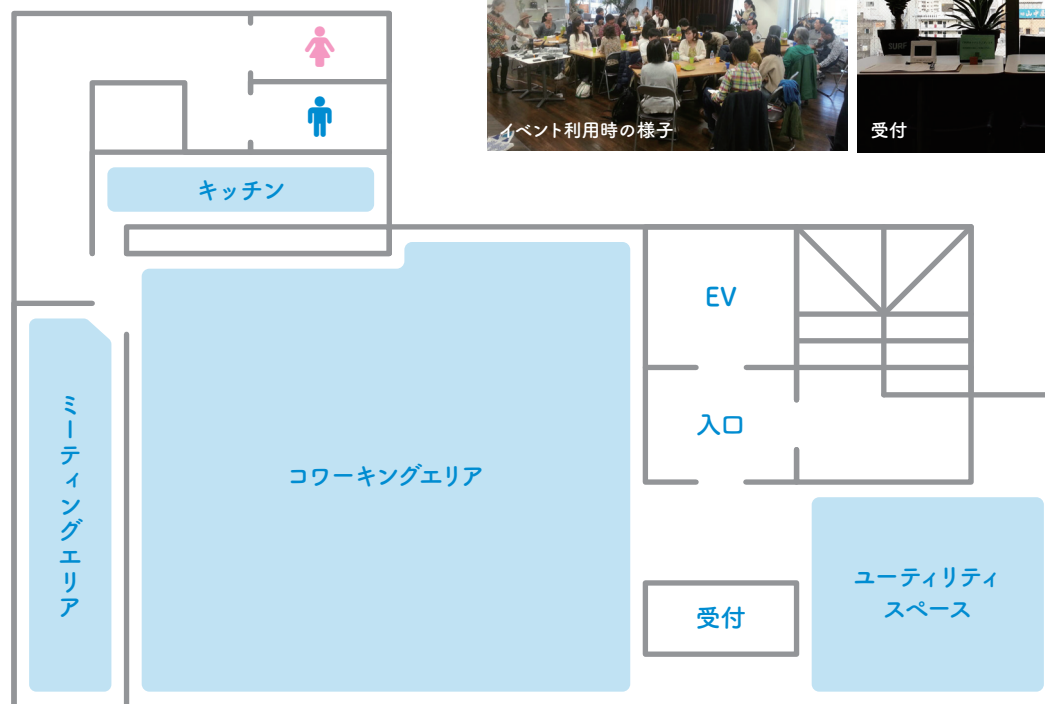 イベント利用時の様子
受付
SURF
キッチン
EV
入口
ミーティングエリア
コワーキングエリア
ユーティリティ
スペース
受付